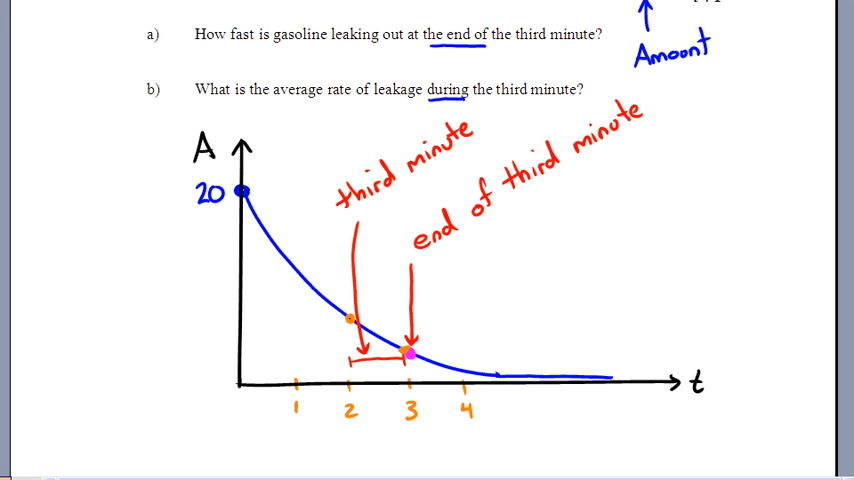 a) How fast is gasoline leaking out at the end of the third minute?
Amount
b) What is the average rate of leakage during the third minute?
third minute
end of third minute
A
20
t
1 2 3 4